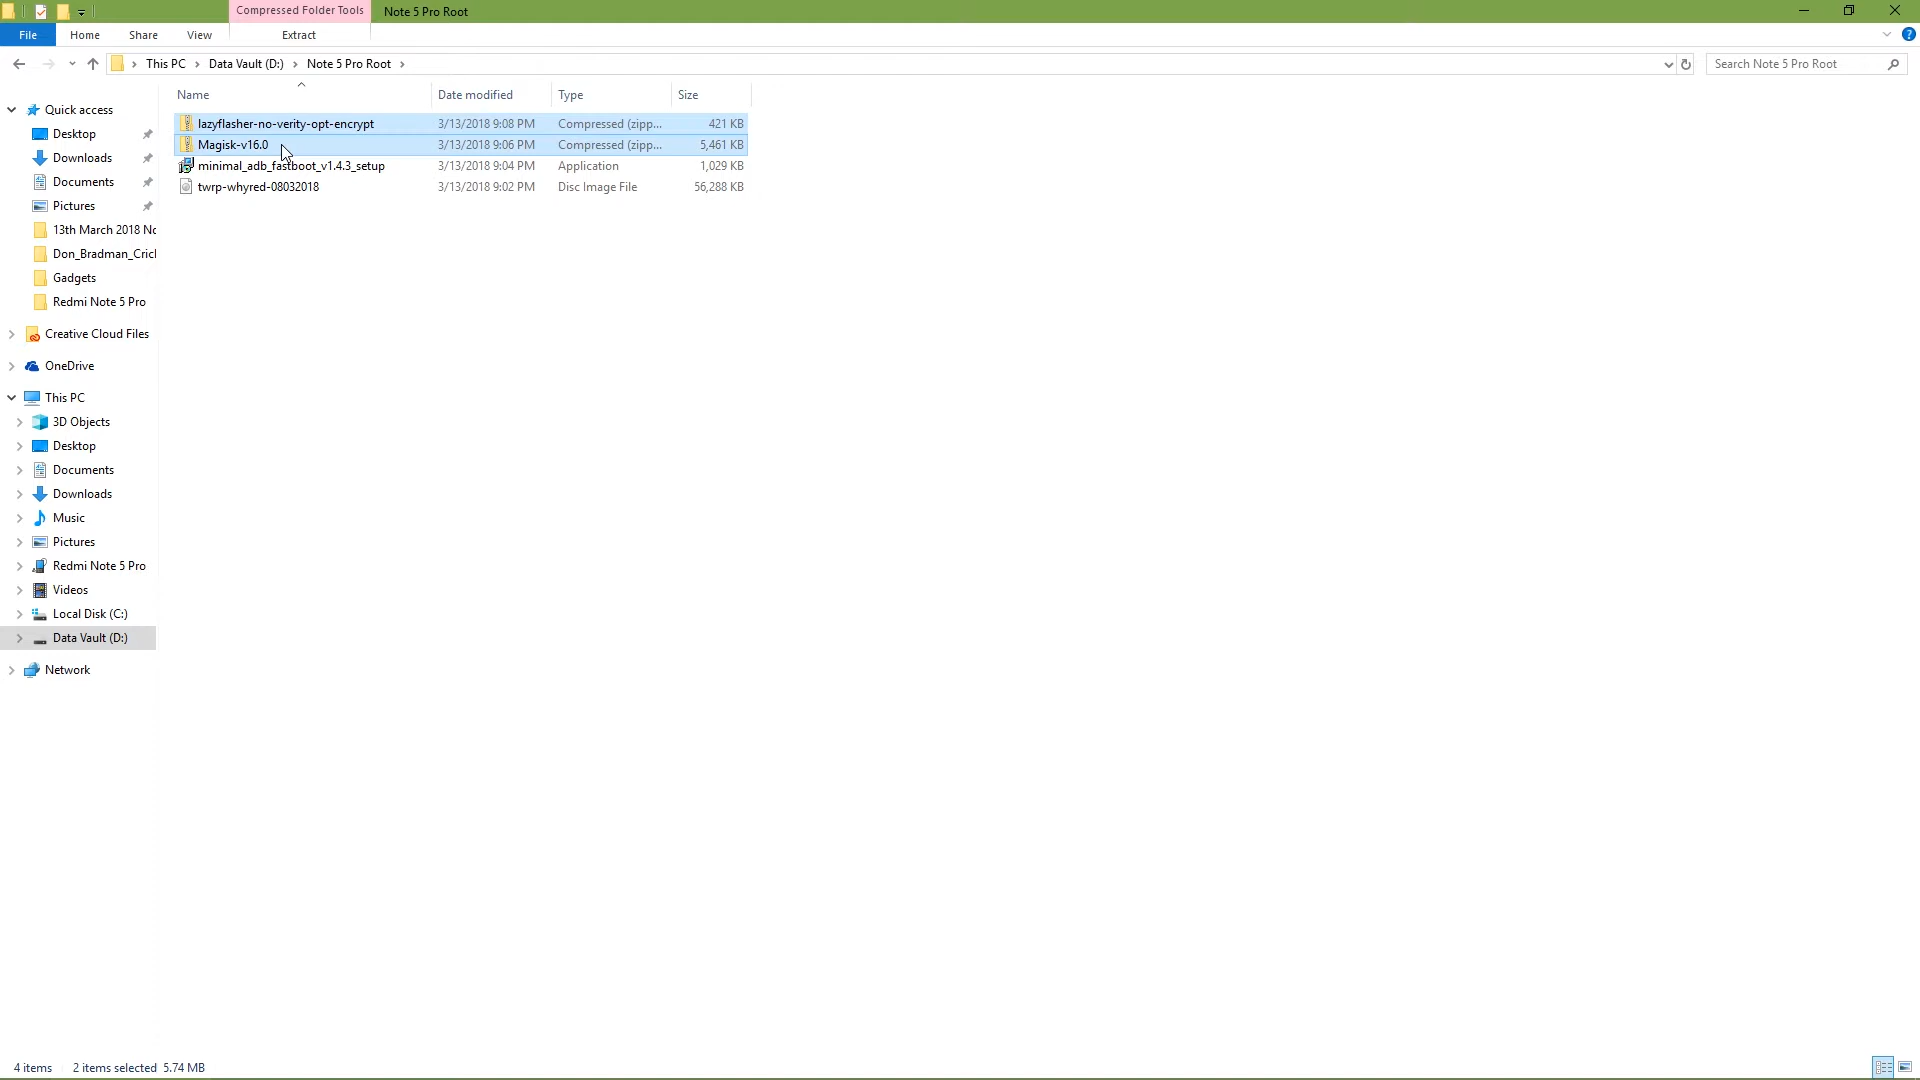 Compressed Folder Tools
Note 5 Pro Root
File
Home
Share
View
Extract
This PC
Data Vault (D:)
Note 5 Pro Root
Search Note 5 Pro Root
Name
Date modified
Type
Size
lazyflasher-no-verity-opt-encrypt 3/13/2018 9:08 PM Compressed (zipp... 421 KB
Magisk-v16.0 3/13/2018 9:06 PM Compressed (zipp... 5,461 KB
minimal_adb_fastboot_v1.4.3_setup 3/13/2018 9:04 PM Application 1,029 KB
twrp-whyred-08032018 3/13/2018 9:02 PM Disc Image File 56,288 KB
Quick access
Desktop
Downloads
Documents
Pictures
13th March 2018 No
Don_Bradman_Cric
Gadgets
Redmi Note 5 Pro
Creative Cloud Files
OneDrive
This PC
3D Objects
Desktop
Documents
Downloads
Music
Pictures
Redmi Note 5 Pro
Videos
Local Disk (C:)
Data Vault (D:)
Network
4 items 2 items selected 5.74 MB